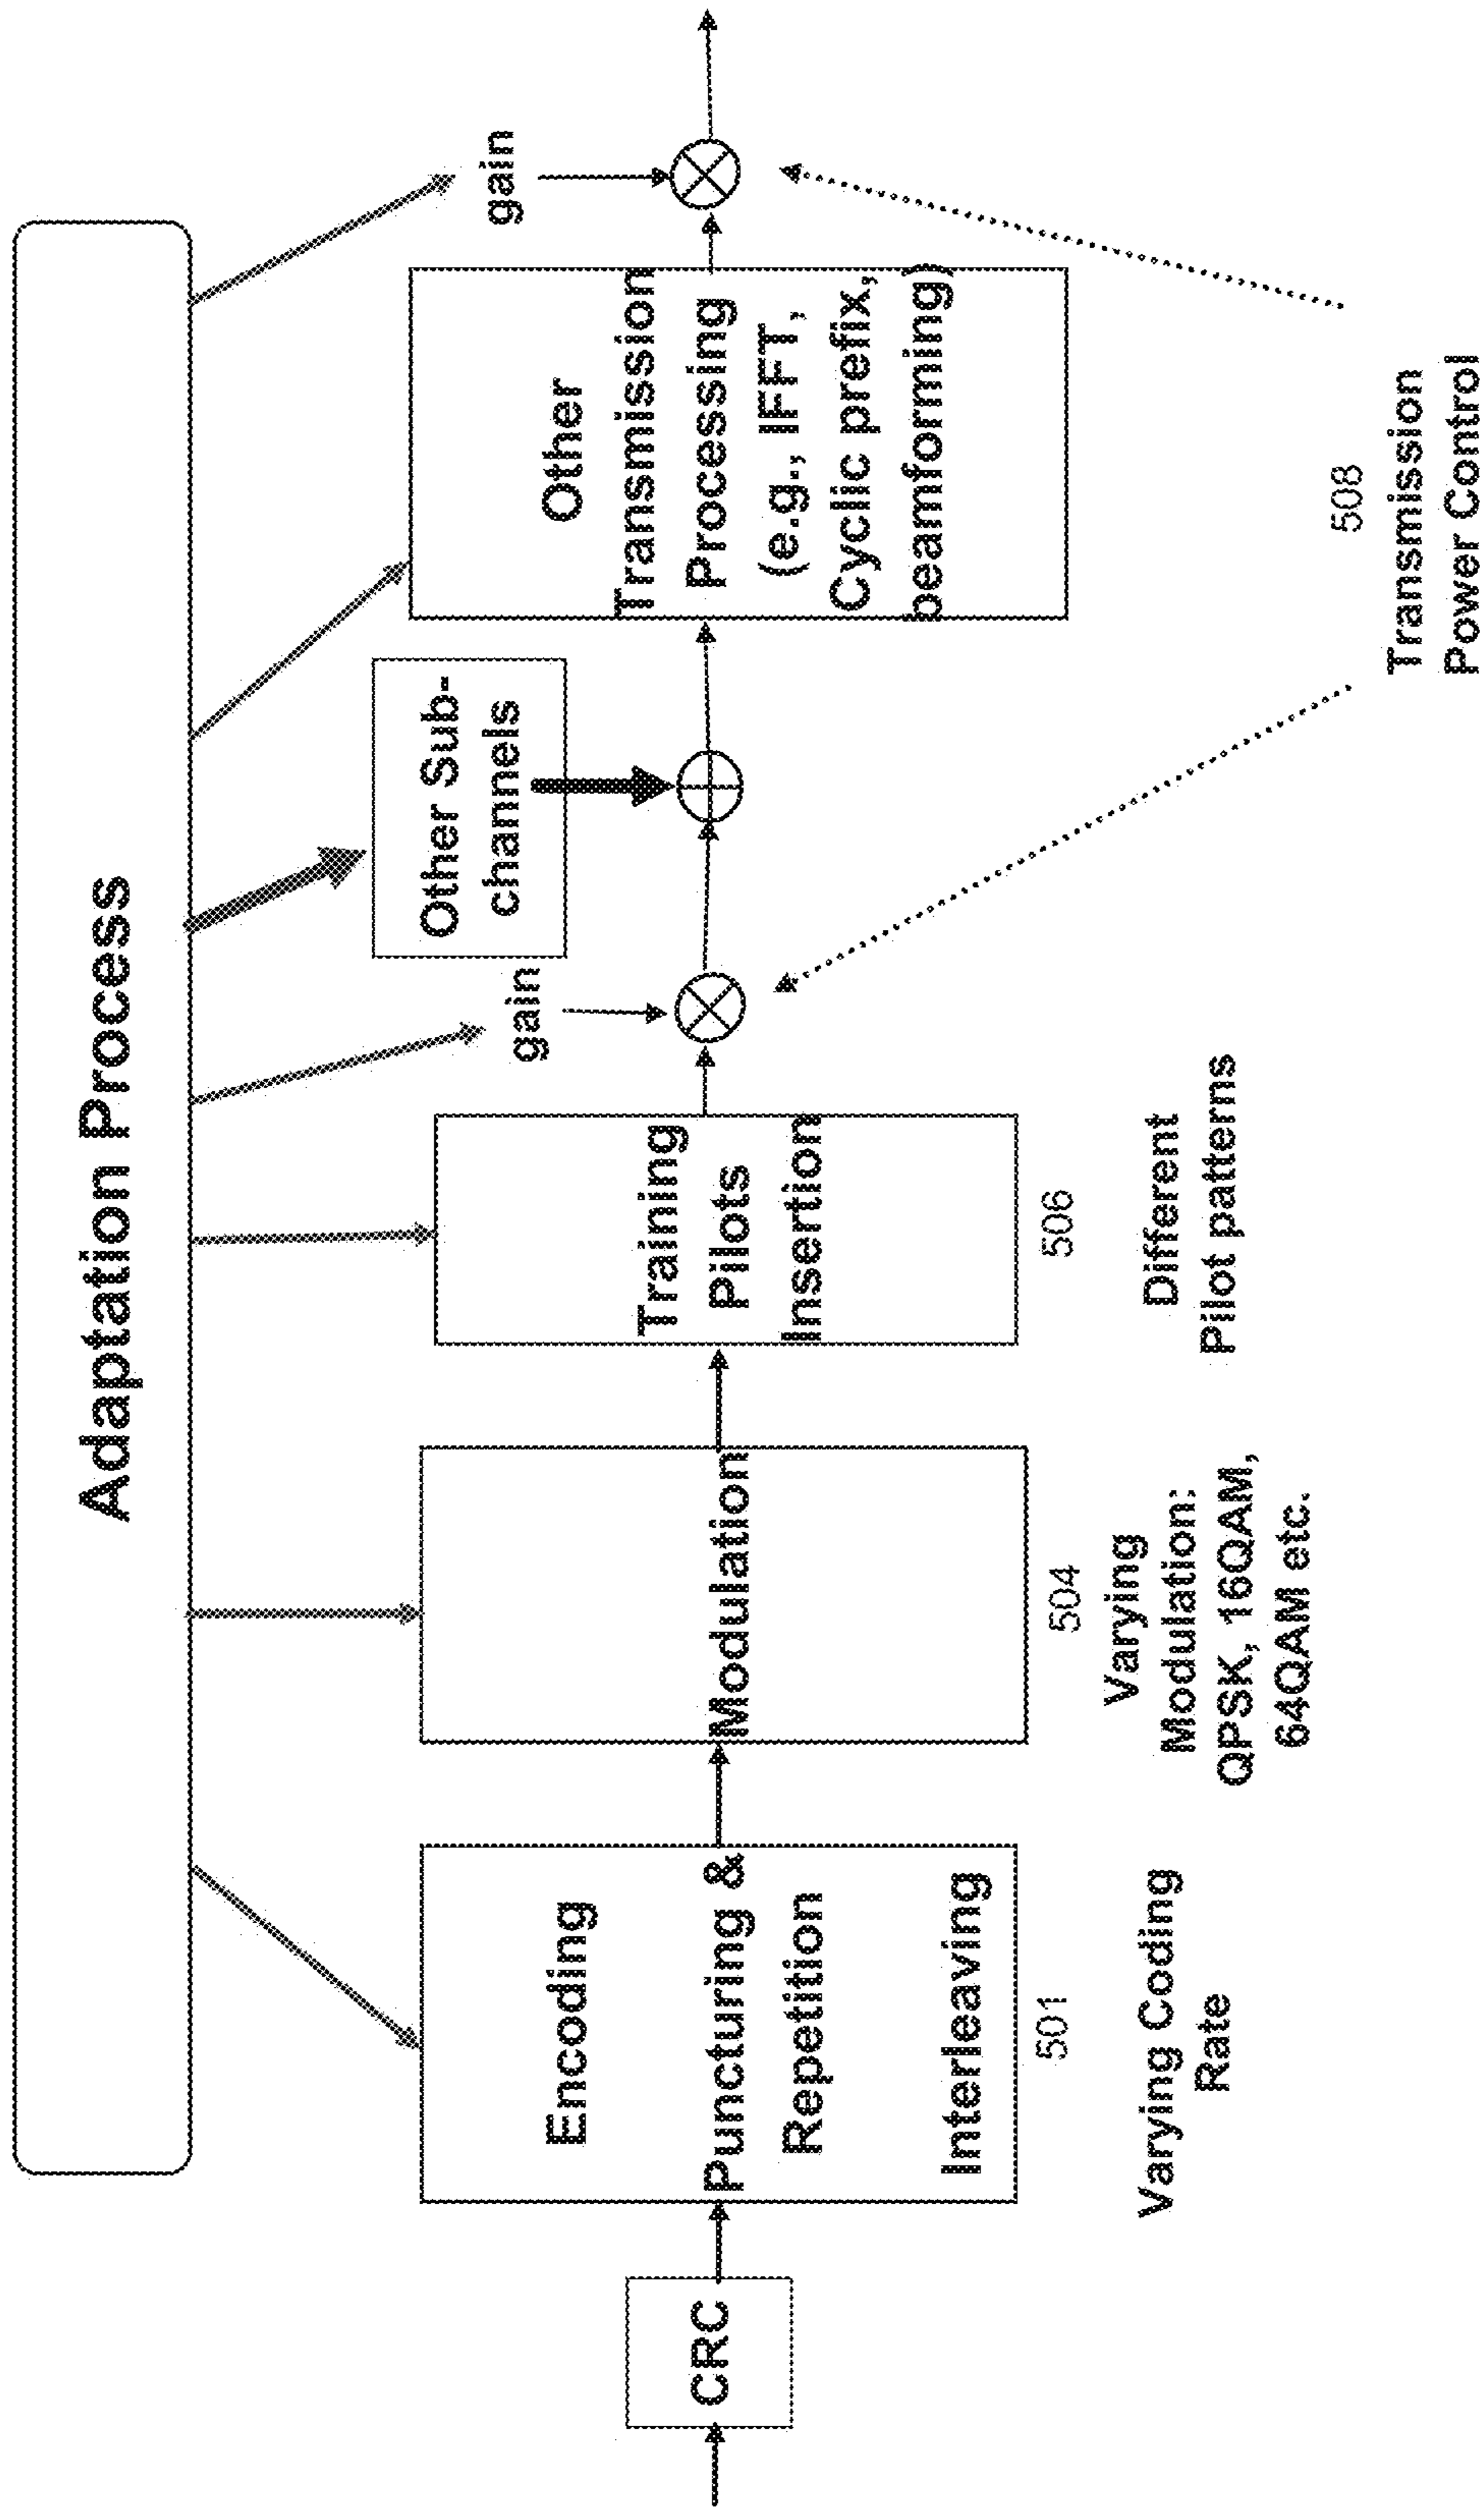 Adaptation Process
CRC
Encoding
Puncturing &
Repetition
Interleaving
501
Varying Coding
Rate
Modulation
504
Varying
Modulation:
QPSK, 16QAM,
64QAM etc.
Training
Pilots
Insertion
506
Different
Pilot patterns
gain
Other Sub-
channels
Other
Transmission
Processing
(e.g., IFFT,
Cyclic prefix,
beamforming)
gain
508
Transmission
Power Control